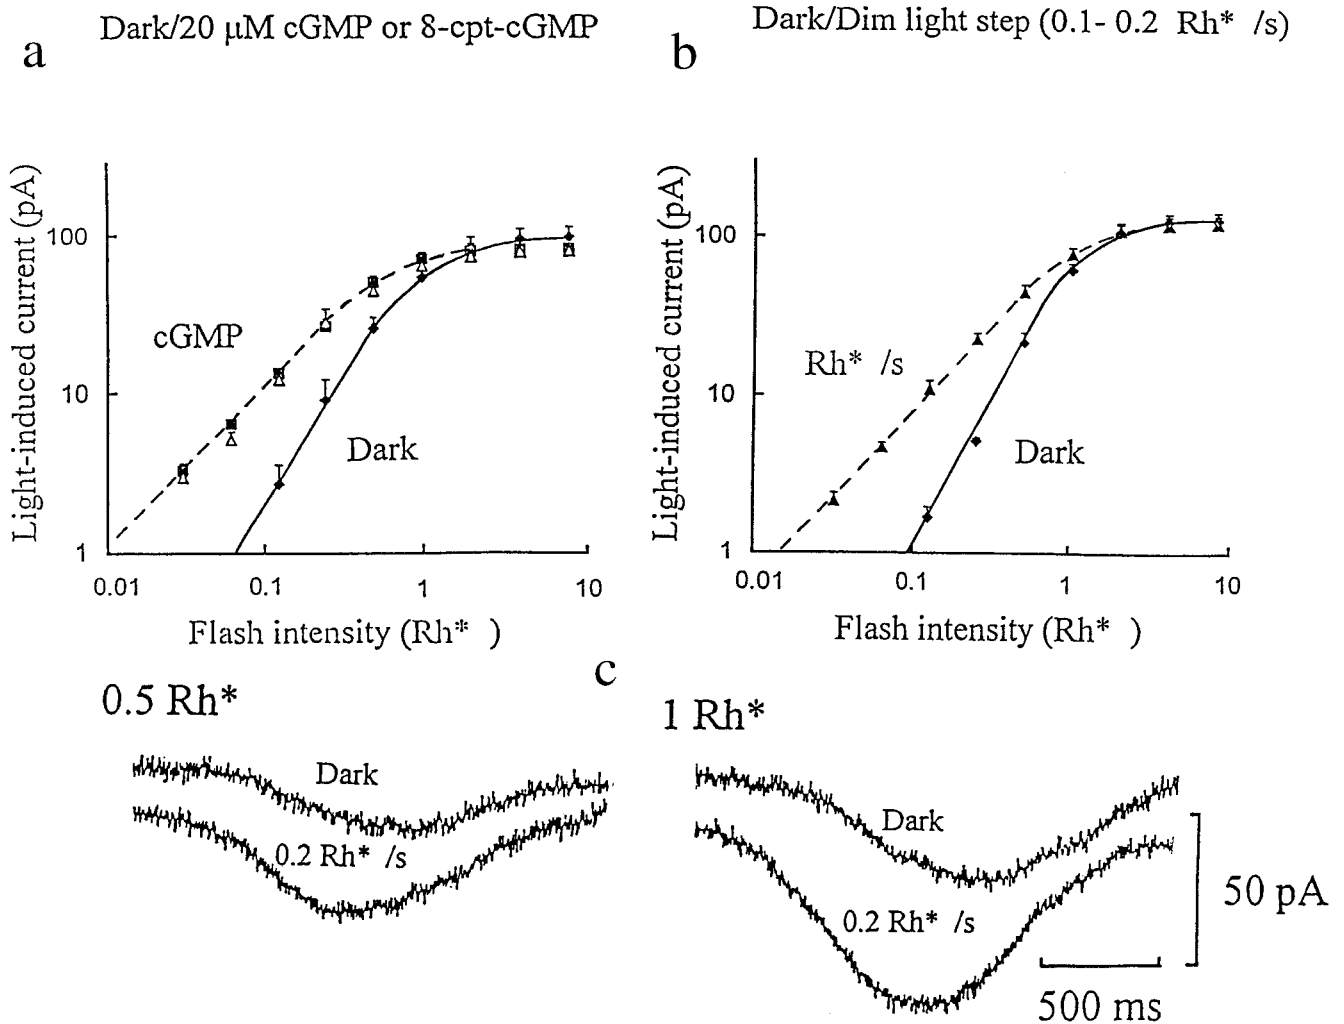 a
Dark/20 μM cGMP or 8-cpt-cGMP
Light-induced current (pA)
100
10
1
cGMP
Dark
0.01 0.1 1 10
Flash intensity (Rh* )
b
Dark/Dim light step (0.1- 0.2 Rh* /s)
Light-induced current (pA)
100
10
1
Rh* /s
Dark
0.01 0.1 1 10
Flash intensity (Rh* )
c
0.5 Rh*
Dark
0.2 Rh* /s
1 Rh*
Dark
0.2 Rh* /s
50 pA
500 ms